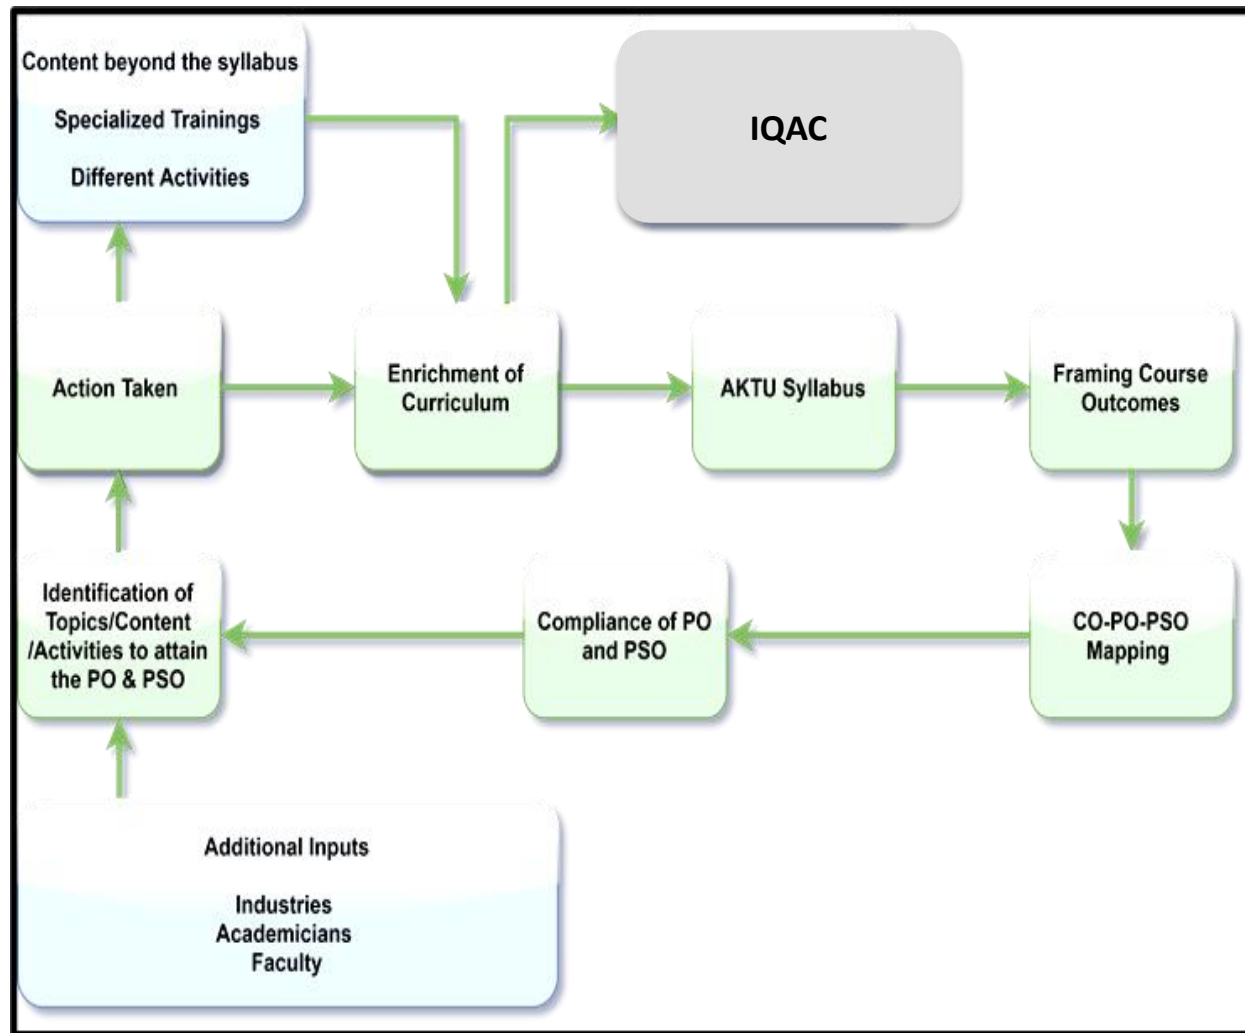 Content beyond the syllabus
Specialized Trainings
Different Activities
IQAC
Action Taken
Enrichment of
Curriculum
AKTU Syllabus
Framing Course
Outcomes
Identification of
Topics/Content
/Activities to attain
the PO & PSO
Compliance of PO
and PSO
CO-PO-PSO
Mapping
Additional Inputs
Industries
Academicians
Faculty